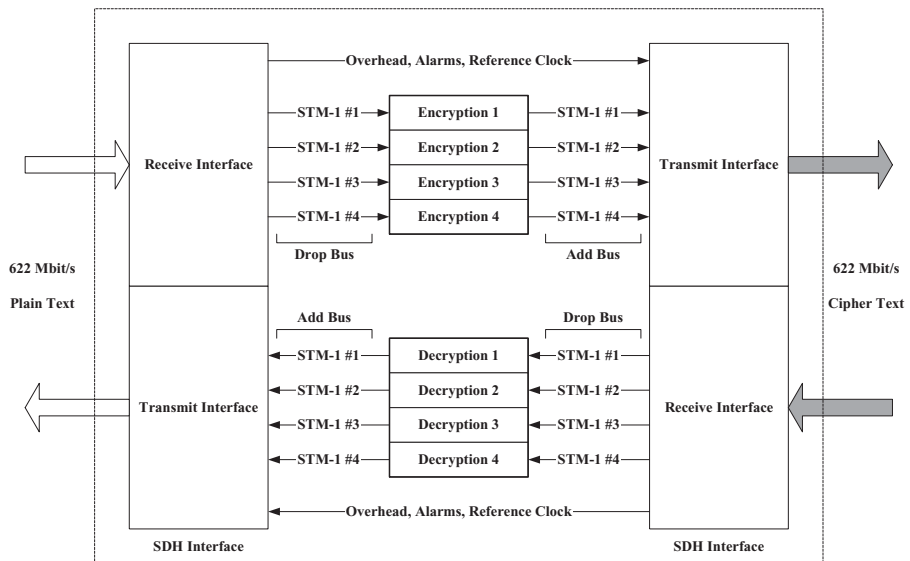 Overhead, Alarms, Reference Clock
STM-1 #1 Encryption 1 STM-1 #1
STM-1 #2 Encryption 2 STM-1 #2
Receive Interface Transmit Interface
STM-1 #3 Encryption 3 STM-1 #3
STM-1 #4 Encryption 4 STM-1 #4
Drop Bus Add Bus
622 Mbit/s
Plain Text
622 Mbit/s
Cipher Text
Add Bus Drop Bus
STM-1 #1 Decryption 1 STM-1 #1
STM-1 #2 Decryption 2 STM-1 #2
Transmit Interface Receive Interface
STM-1 #3 Decryption 3 STM-1 #3
STM-1 #4 Decryption 4 STM-1 #4
Overhead, Alarms, Reference Clock
SDH Interface SDH Interface